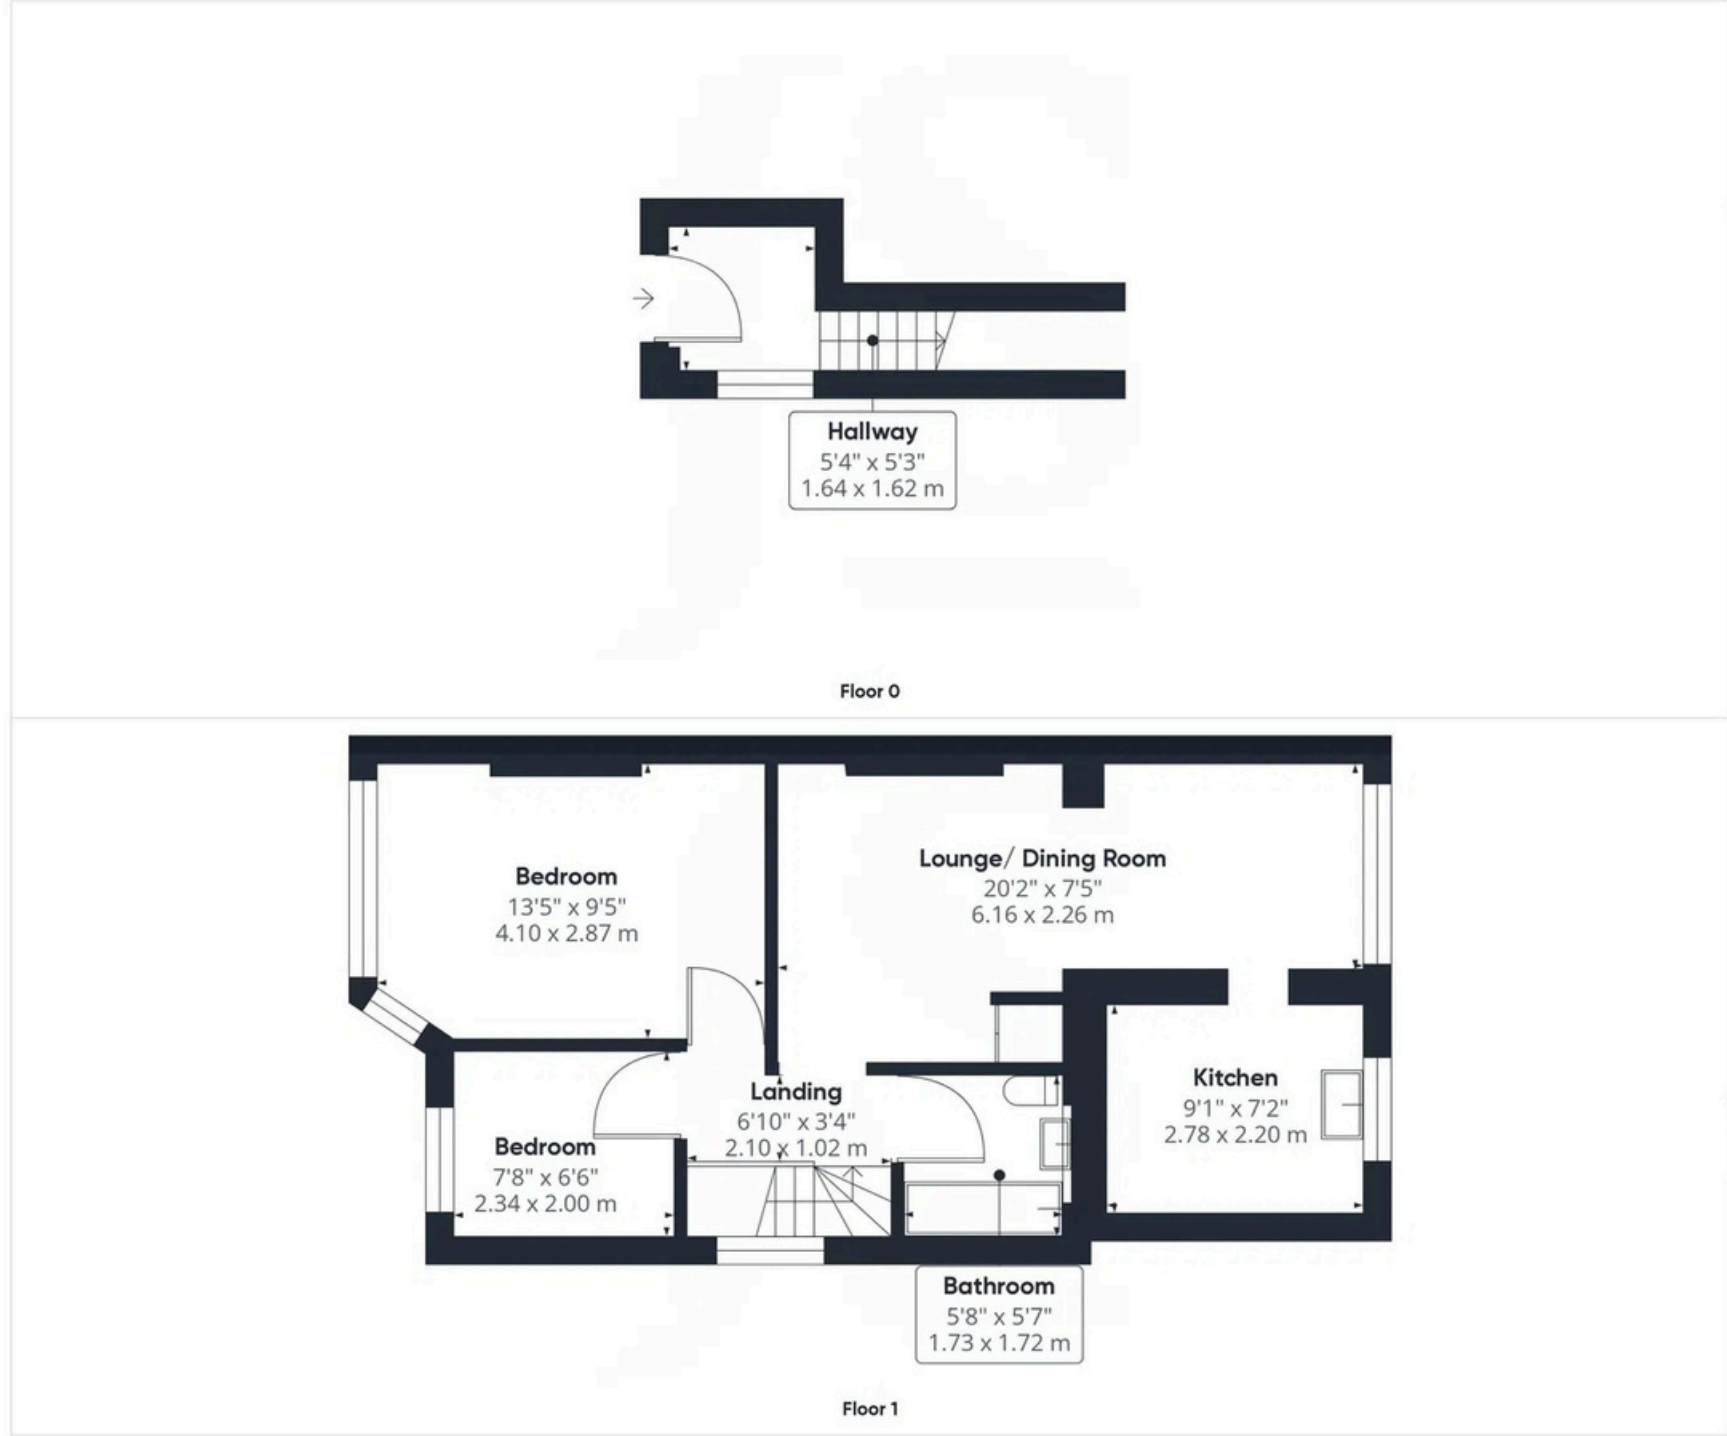 Hallway
5'4" x 5'3"
1.64 x 1.62 m
Floor 0
Bedroom
13'5" x 9'5"
4.10 x 2.87 m
Lounge/ Dining Room
20'2" x 7'5"
6.16 x 2.26 m
Bedroom
7'8" x 6'6"
2.34 x 2.00 m
Landing
6'10" x 3'4"
2.10 x 1.02 m
Kitchen
9'1" x 7'2"
2.78 x 2.20 m
Bathroom
5'8" x 5'7"
1.73 x 1.72 m
Floor 1